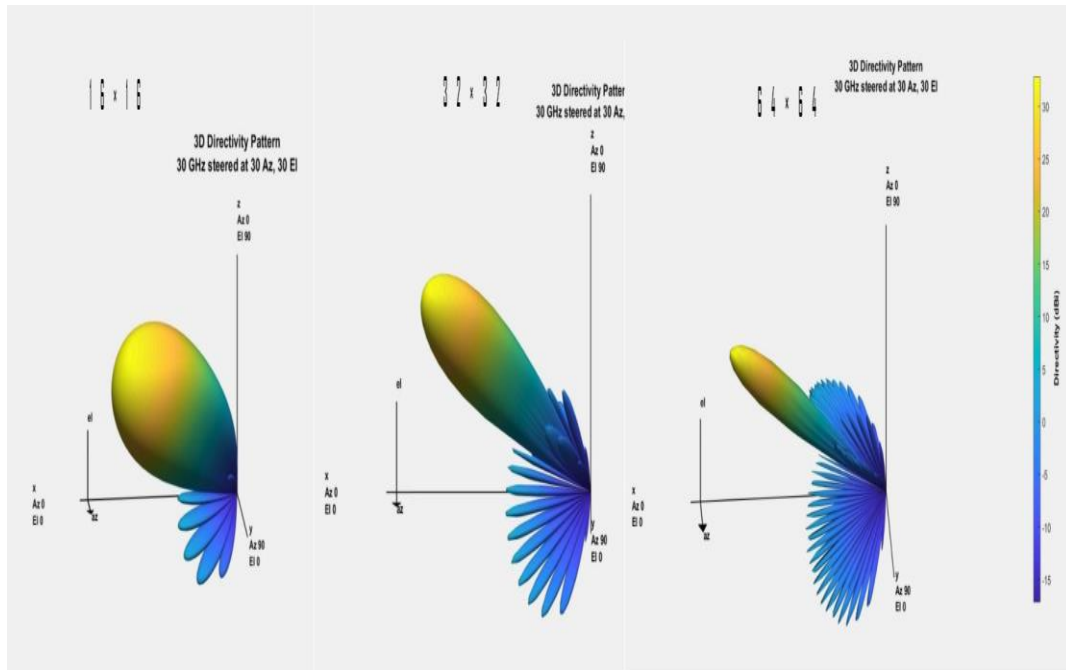 16 x 16
3D Directivity Pattern
30 GHz steered at 30 Az, 30 El
z
Az 0
El 90
el
x
Az 0
El 0
az
y
Az 90
El 0
32 x 32
3D Directivity Patter
30 GHz steered at 30 Az,
z
Az 0
El 90
el
x
Az 0
El 0
az
y
Az 90
El 0
64 x 64
3D Directivity Pattern
30 GHz steered at 30 Az, 30 El
z
Az 0
El 90
el
x
Az 0
El 0
az
y
Az 90
El 0
30
25
20
15
10
5
0
-5
-10
-15
Directivity (dBi)